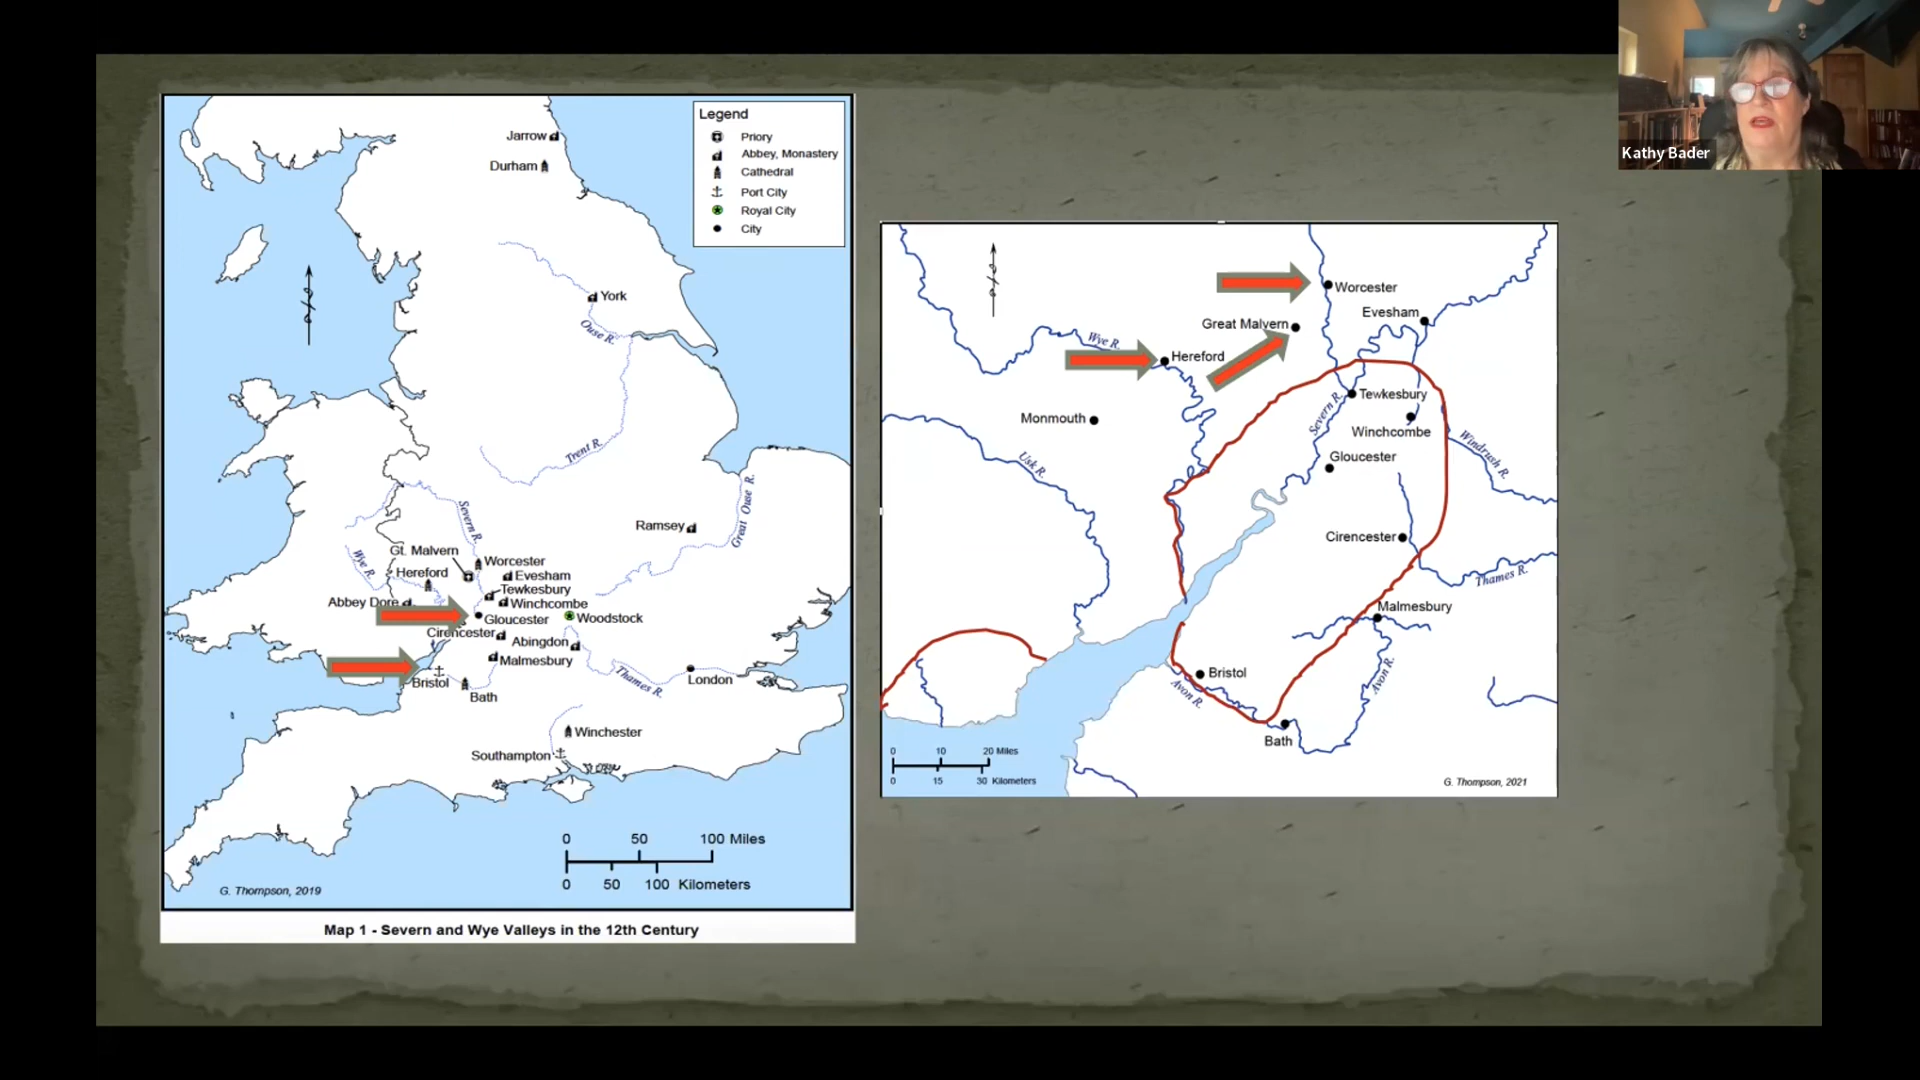 Legend
Priory
Abbey, Monastery
Cathedral
Port City
Royal City
City
Jarrow
Durham
York
Ouse R.
Trent R.
Severn R.
Great Ouse R.
Ramsey
Gt. Malvern
Wye R.
Worcester
Hereford
Evesham
Tewkesbury
Abbey Dore
Winchcombe
Gloucester
Woodstock
Cirencester
Abingdon
Malmesbury
Thames R.
London
Bristol
Bath
Winchester
Southampton
0 50 100 Miles
0 50 100 Kilometers
G. Thompson, 2019
Map 1 - Severn and Wye Valleys in the 12th Century
Worcester
Evesham
Great Malvern
Wye R.
Hereford
Tewkesbury
Severn R.
Monmouth
Winchcombe
Windrush R.
Usk R.
Gloucester
Cirencester
Thames R.
Malmesbury
Bristol
Avon R.
Avon R.
Bath
0 10 20 Miles
0 15 30 Kilometers
G. Thompson, 2021
Kathy Bader